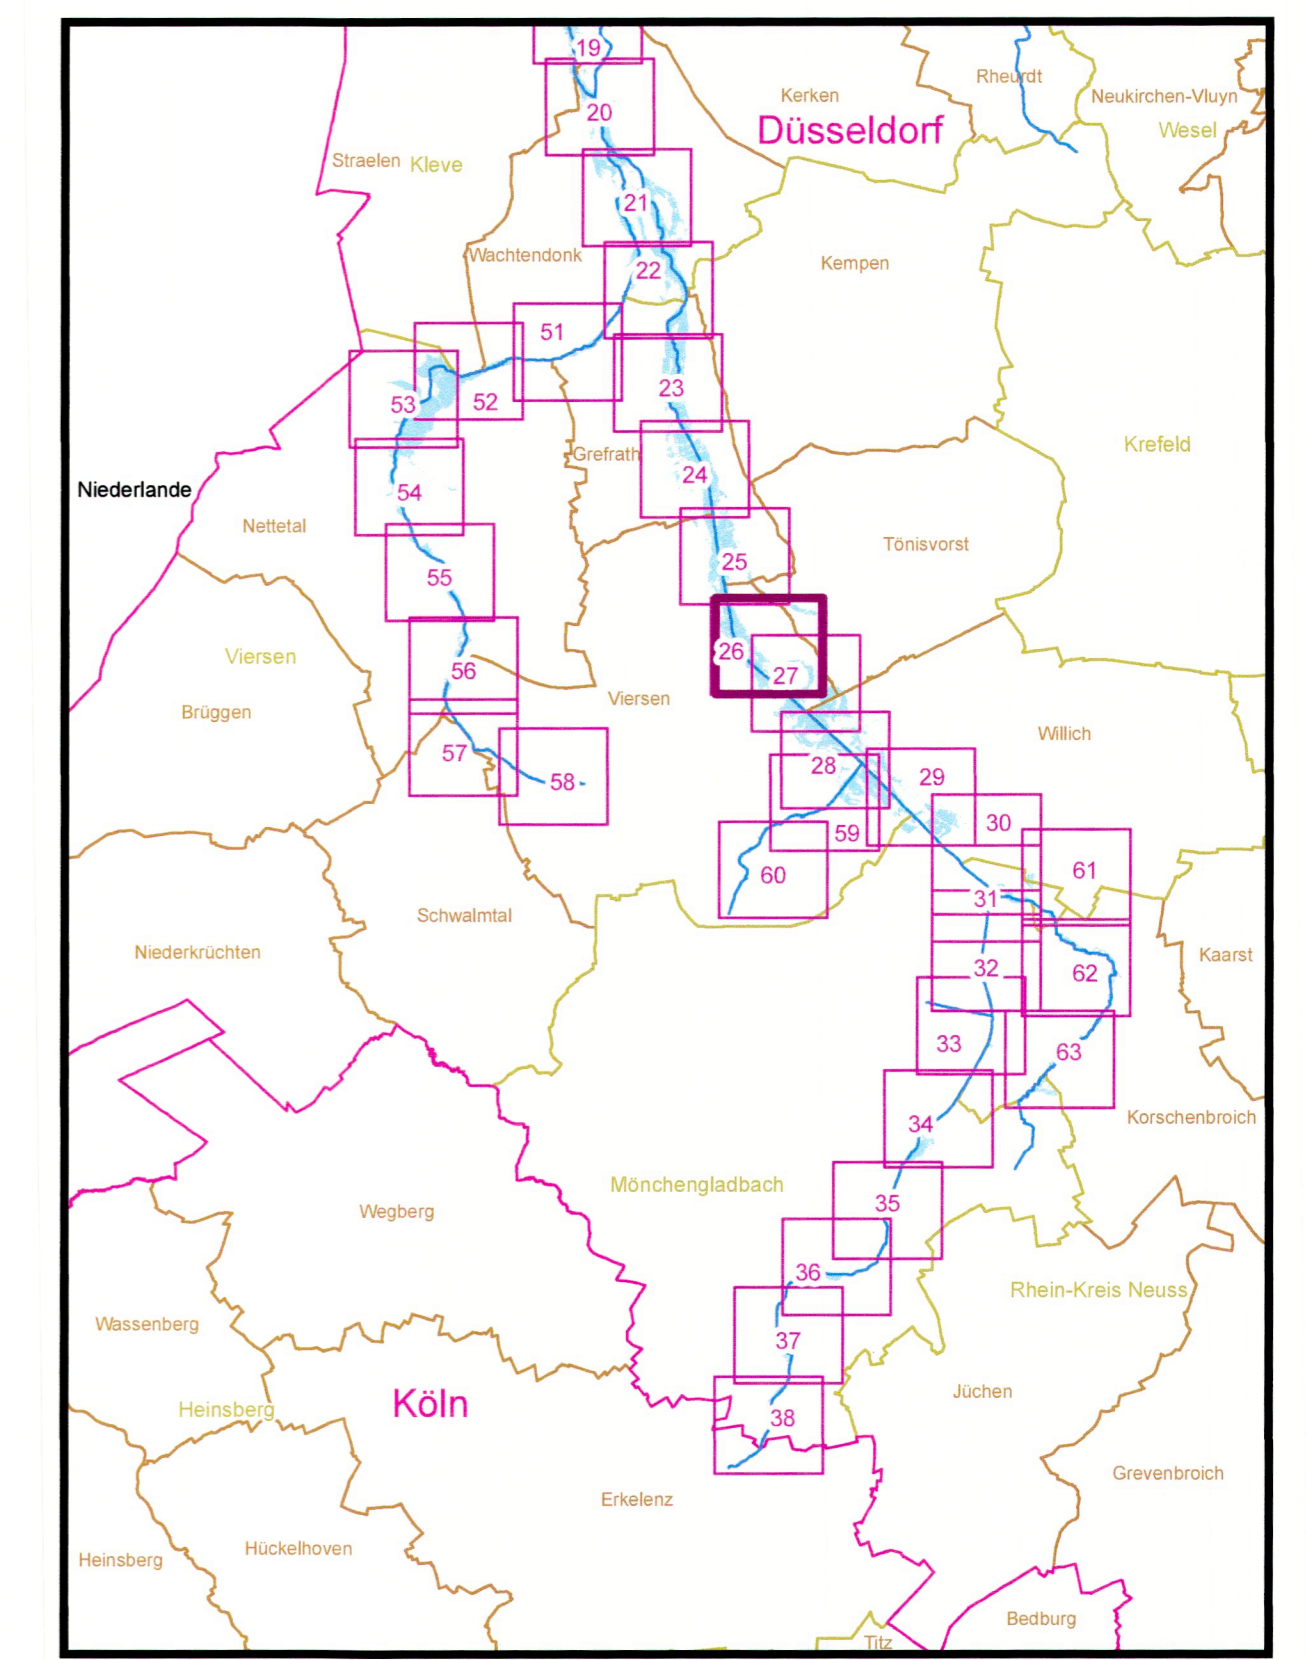 19
Rheurdt
Kerken
Neukirchen-Vluyn
20
Düsseldorf
Wesel
Straelen
Kleve
21
Wachtendonk
Kempen
22
51
23
53
52
Krefeld
Grefrath
24
Niederlande
54
Nettetal
Tönisvorst
25
55
26
Viersen
56
27
Viersen
Brüggen
Willich
57
28
29
58
30
59
61
60
31
Schwalmtal
Niederkrüchten
Kaarst
32
62
33
63
Korschenbroich
34
Mönchengladbach
35
Wegberg
36
Rhein-Kreis Neuss
Wassenberg
37
Jüchen
Köln
Heinsberg
38
Grevenbroich
Erkelenz
Hückelhoven
Heinsberg
Bedburg
Titz